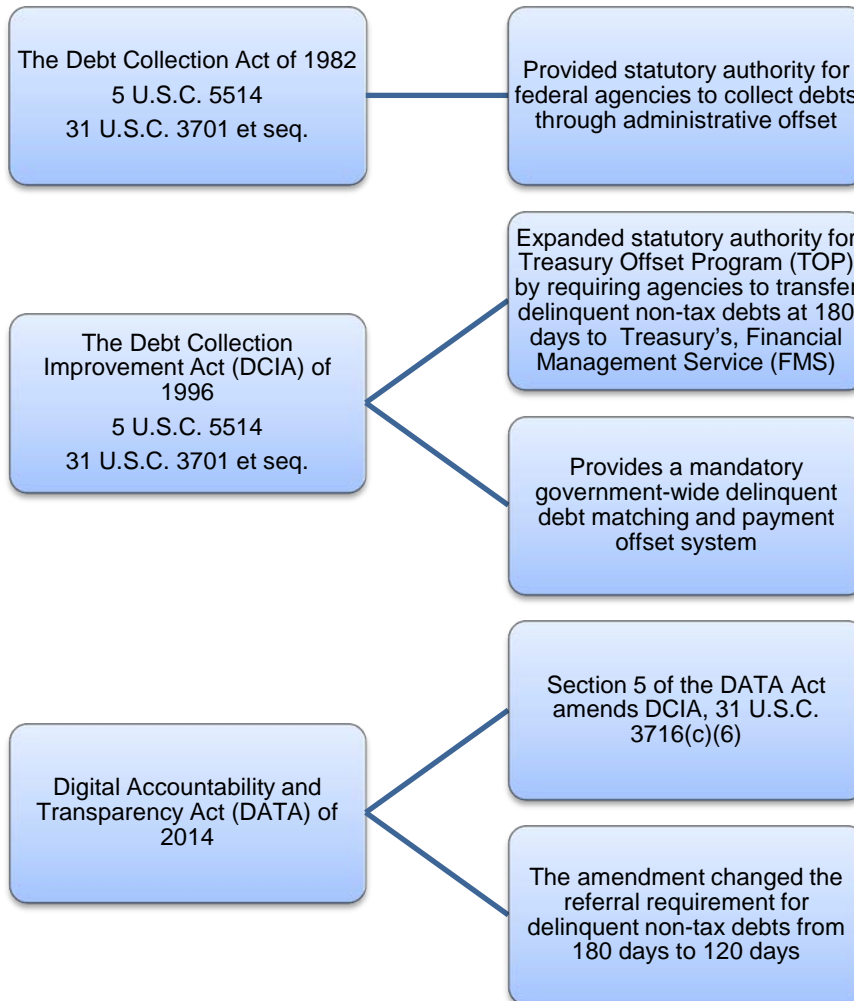 The Debt Collection Act of 1982
5 U.S.C. 5514
31 U.S.C. 3701 et seq.
Provided statutory authority for
federal agencies to collect debts
through administrative offset
The Debt Collection
Improvement Act (DCIA) of
1996
5 U.S.C. 5514
31 U.S.C. 3701 et seq.
Expanded statutory authority for
Treasury Offset Program (TOP)
by requiring agencies to transfer
delinquent non-tax debts at 180
days to Treasury’s, Financial
Management Service (FMS)
Provides a mandatory
government-wide delinquent
debt matching and payment
offset system
Digital Accountability and
Transparency Act (DATA) of
2014
Section 5 of the DATA Act
amends DCIA, 31 U.S.C.
3716(c)(6)
The amendment changed the
referral requirement for
delinquent non-tax debts from
180 days to 120 days